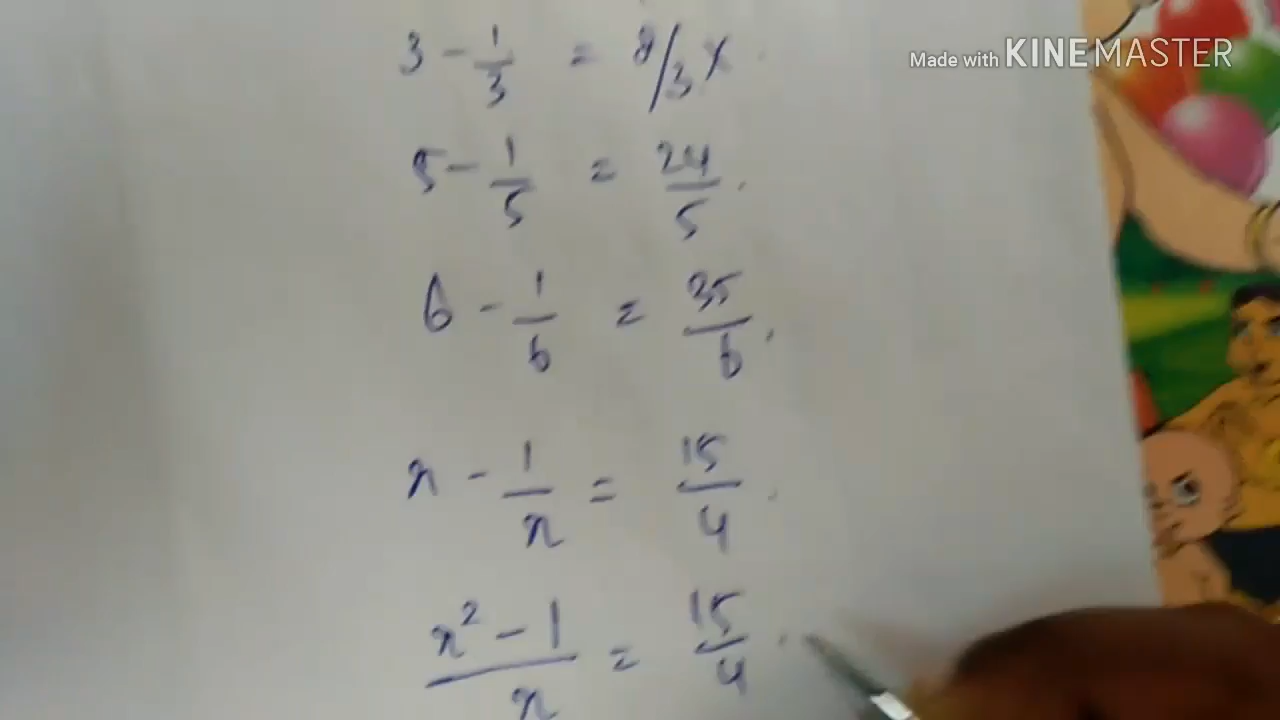 Made with KINEMASTER
3 - 1/3 = 8/3 X.
5 - 1/5 = 24/5.
6 - 1/6 = 35/6.
x - 1/x = 15/4.
x² - 1/x = 15/4.